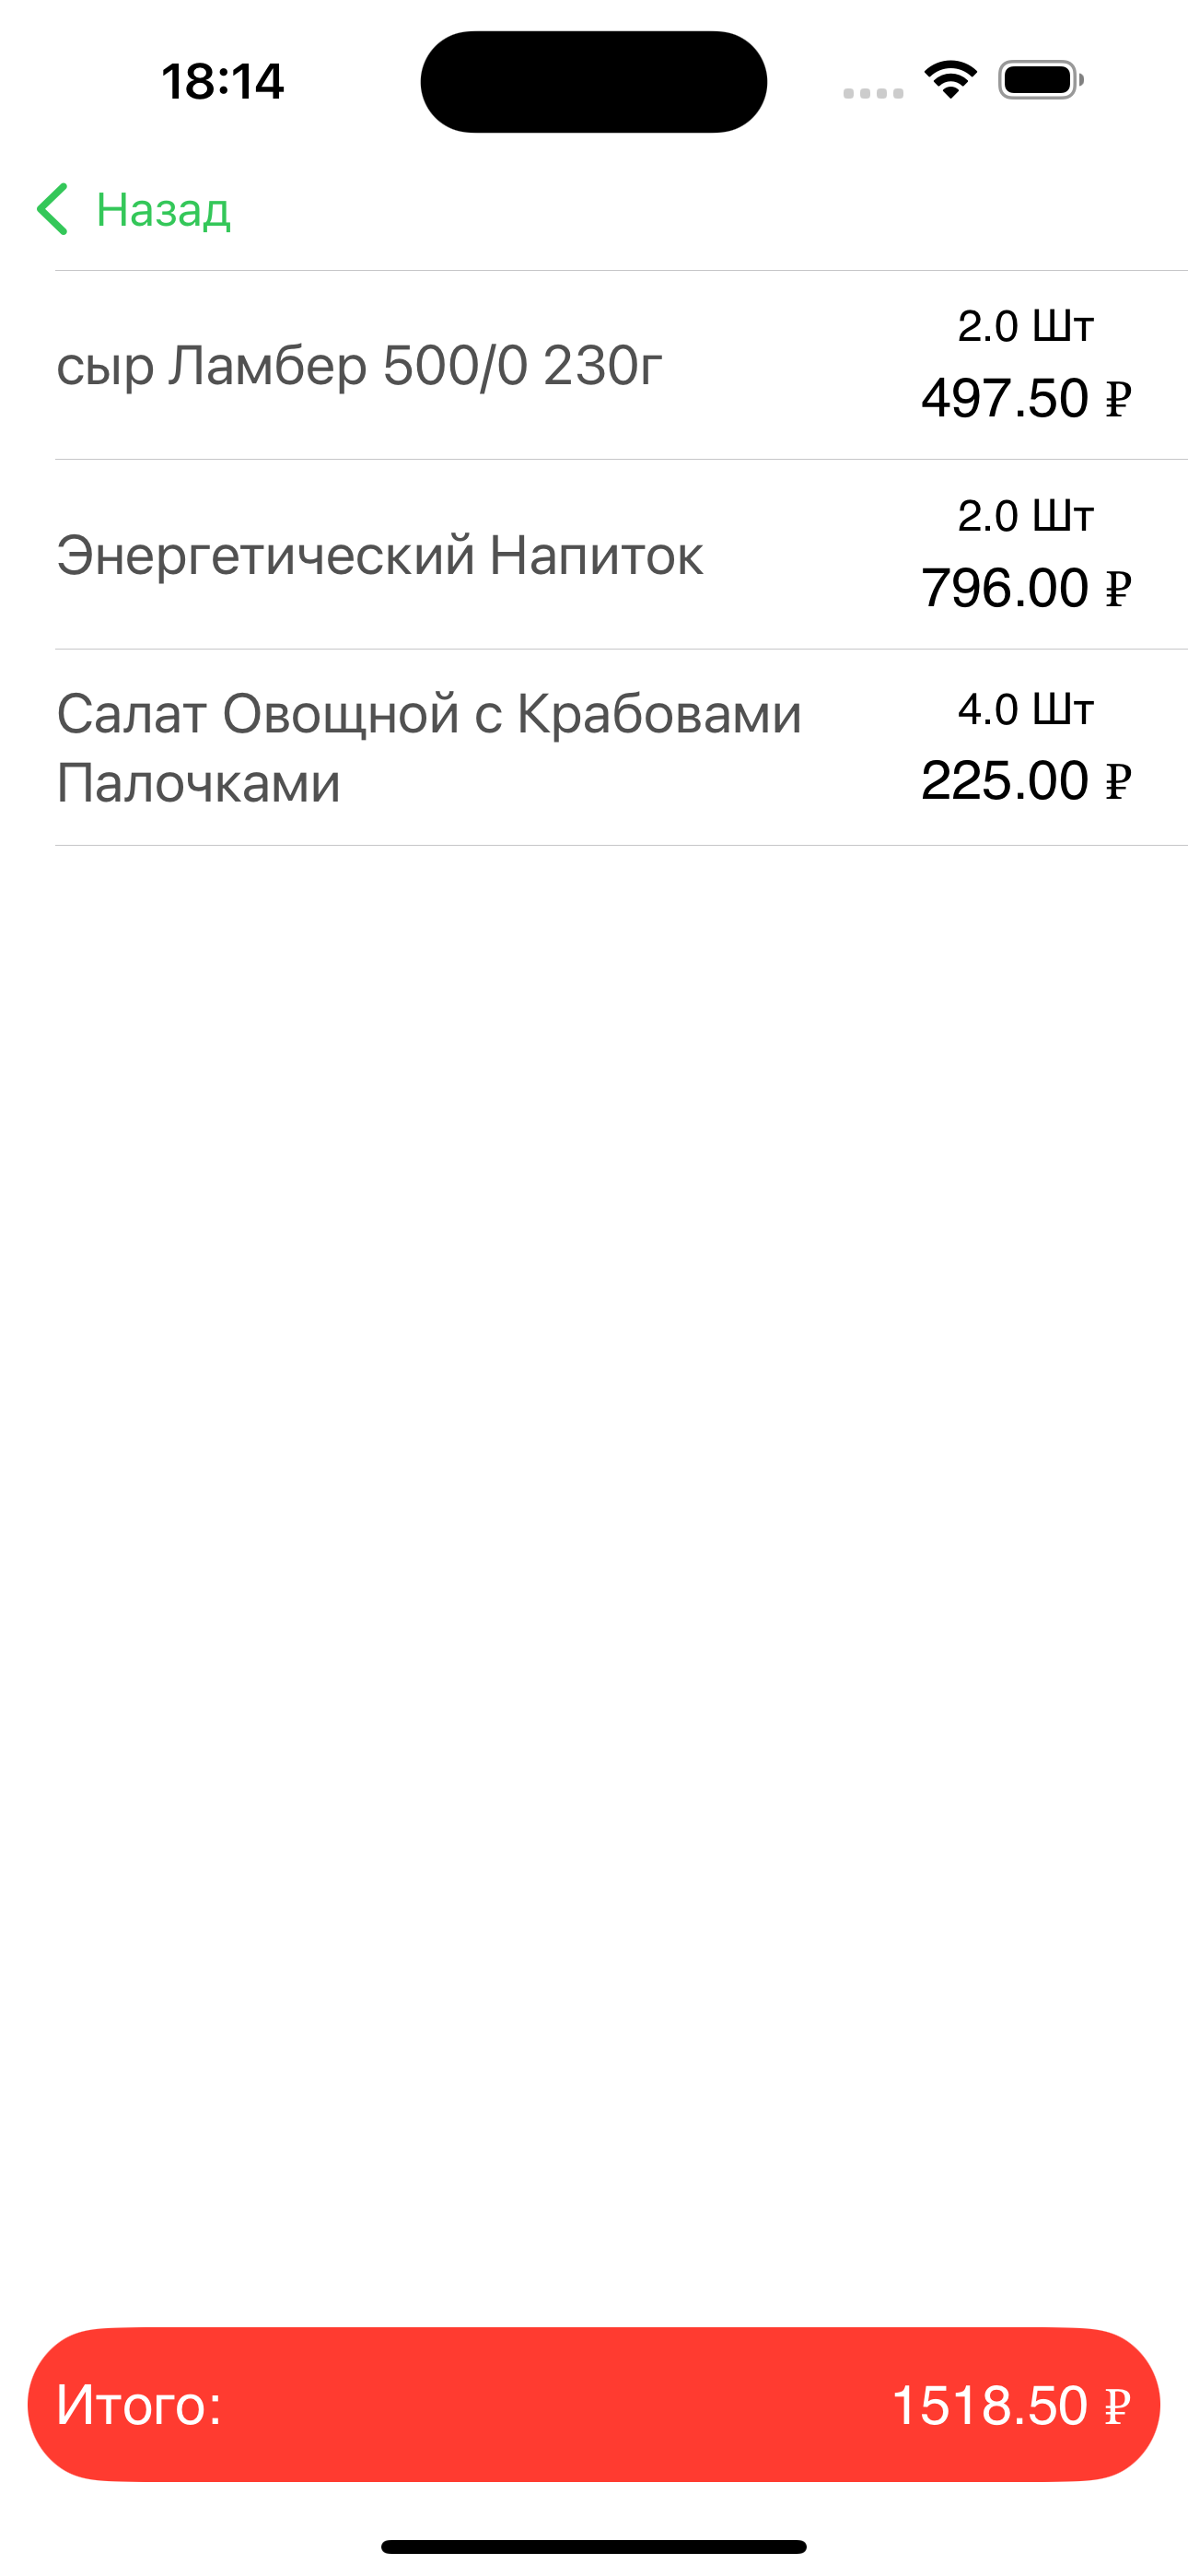 18:14
Назад
сыр Ламбер 500/0 230г
2.0 Шт
497.50 ₽
Энергетический Напиток
2.0 Шт
796.00 ₽
Салат Овощной с Крабовами
Палочками
4.0 Шт
225.00 ₽
Итого:
1518.50 ₽